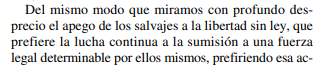 Del mismo modo que miramos con profundo des-
precio el apego de los salvajes a la libertad sin ley, que
prefiere la lucha continua a la sumisión a una fuerza
legal determinable por ellos mismos, prefiriendo esa ac-